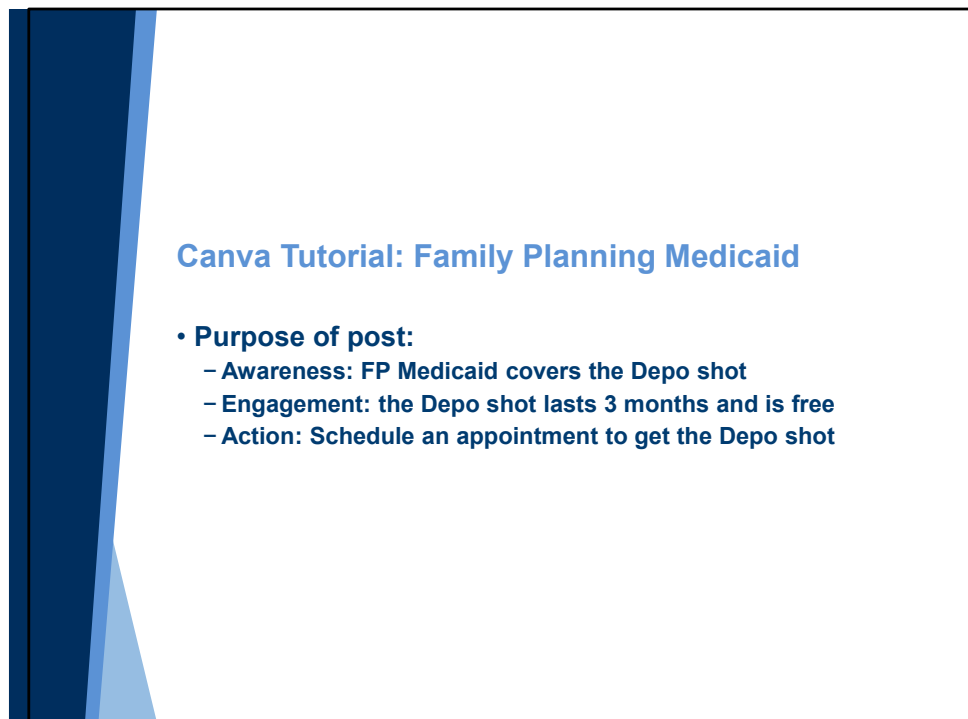 Canva Tutorial: Family Planning Medicaid
• Purpose of post:
– Awareness: FP Medicaid covers the Depo shot
– Engagement: the Depo shot lasts 3 months and is free
– Action: Schedule an appointment to get the Depo shot